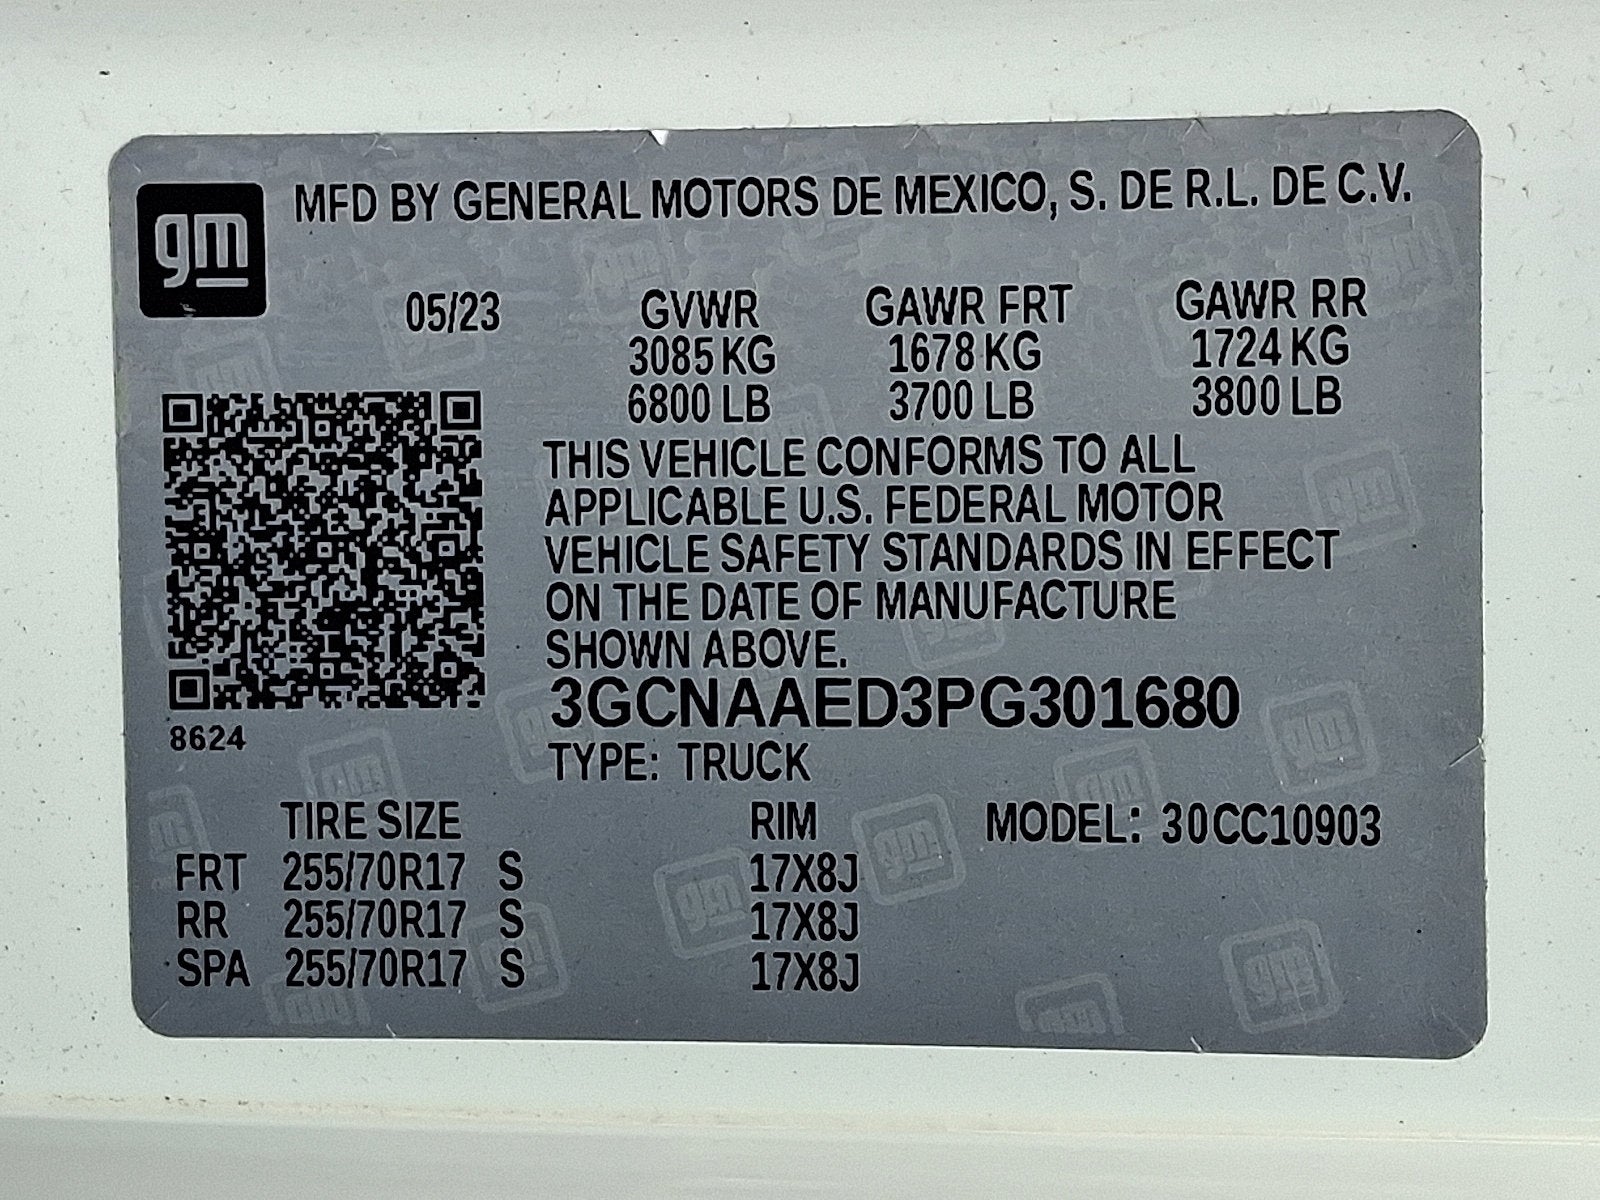 gm
MFD BY GENERAL MOTORS DE MEXICO, S. DE R.L. DE C.V.
05/23 GVWR GAWR FRT GAWR RR
3085 KG 1678 KG 1724 KG
6800 LB 3700 LB 3800 LB
THIS VEHICLE CONFORMS TO ALL
APPLICABLE U.S. FEDERAL MOTOR
VEHICLE SAFETY STANDARDS IN EFFECT
ON THE DATE OF MANUFACTURE
SHOWN ABOVE.
3GCNAAED3PG301680
8624
TYPE: TRUCK
TIRE SIZE RIM MODEL: 30CC10903
FRT 255/70R17 S 17X8J
RR 255/70R17 S 17X8J
SPA 255/70R17 S 17X8J